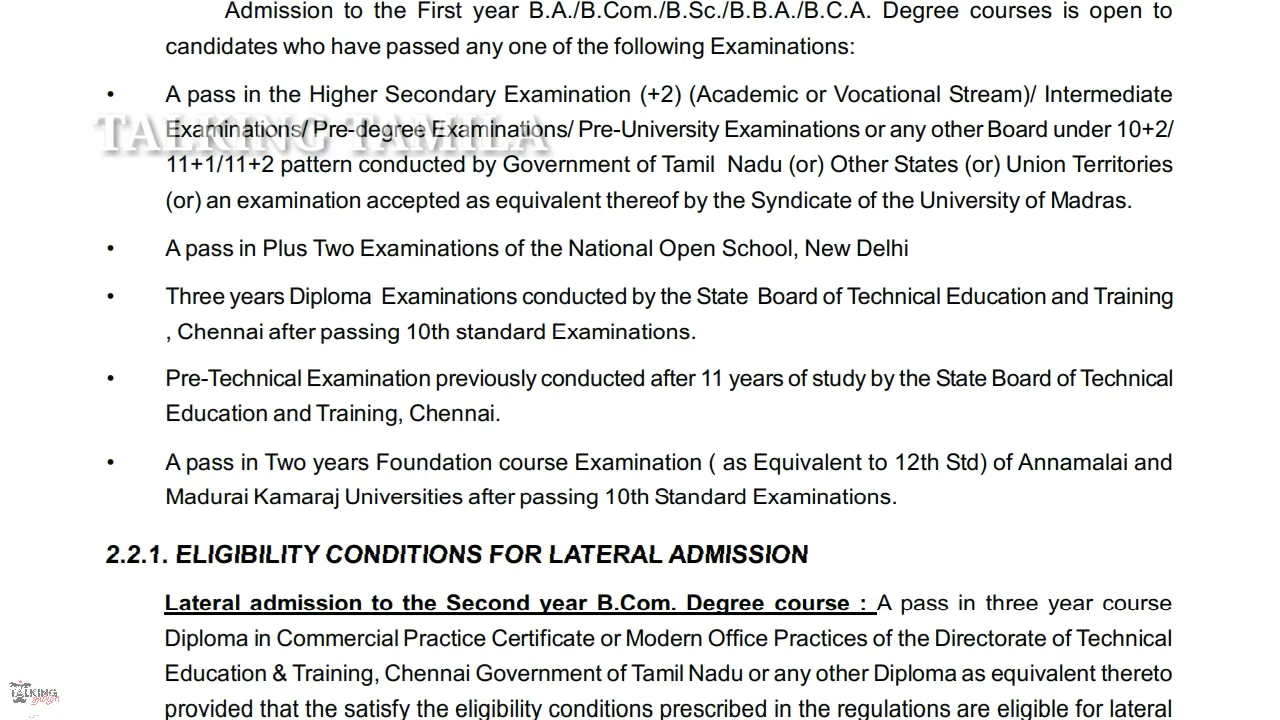 Admission to the First year B.A./B.Com./B.Sc./B.B.A./B.C.A. Degree courses is open to
candidates who have passed any one of the following Examinations:
• A pass in the Higher Secondary Examination (+2) (Academic or Vocational Stream)/ Intermediate
TALKING TAMILA
Examinations/ Pre-degree Examinations/ Pre-University Examinations or any other Board under 10+2/
11+1/11+2 pattern conducted by Government of Tamil Nadu (or) Other States (or) Union Territories
(or) an examination accepted as equivalent thereof by the Syndicate of the University of Madras.
• A pass in Plus Two Examinations of the National Open School, New Delhi
• Three years Diploma Examinations conducted by the State Board of Technical Education and Training
, Chennai after passing 10th standard Examinations.
• Pre-Technical Examination previously conducted after 11 years of study by the State Board of Technical
Education and Training, Chennai.
• A pass in Two years Foundation course Examination ( as Equivalent to 12th Std) of Annamalai and
Madurai Kamaraj Universities after passing 10th Standard Examinations.
2.2.1. ELIGIBILITY CONDITIONS FOR LATERAL ADMISSION
Lateral admission to the Second year B.Com. Degree course : A pass in three year course
Diploma in Commercial Practice Certificate or Modern Office Practices of the Directorate of Technical
Education & Training, Chennai Government of Tamil Nadu or any other Diploma as equivalent thereto
provided that the satisfy the eligibility conditions prescribed in the regulations are eligible for lateral
TALKING